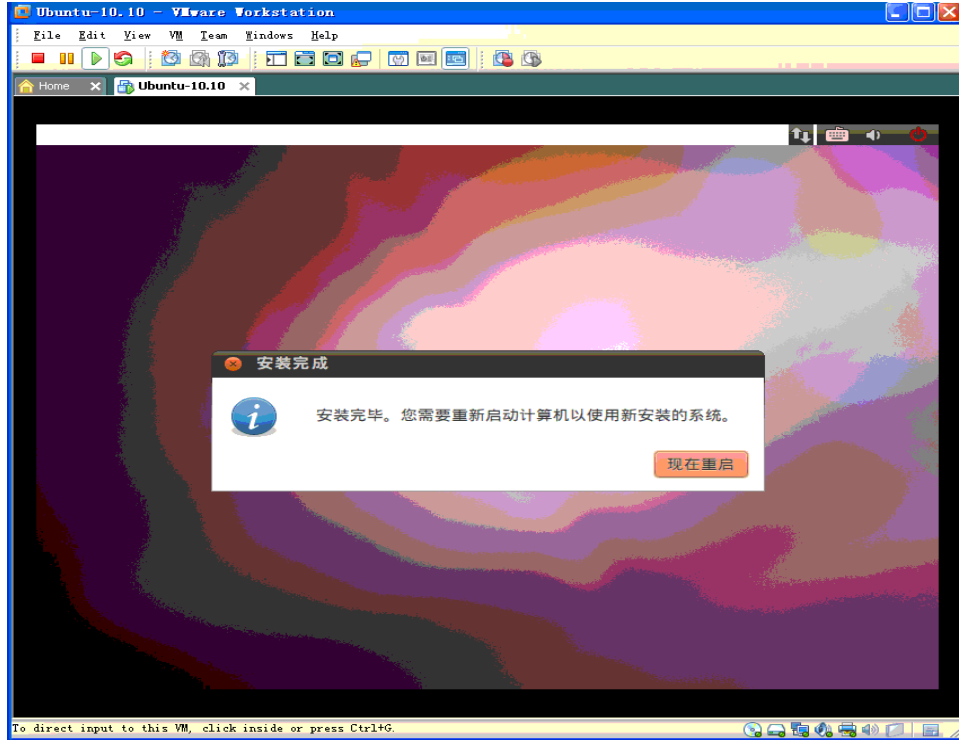 Ubuntu-10.10 - VMware Workstation
File Edit View VM Team Windows Help
Home Ubuntu-10.10
安装完成
安装完毕。您需要重新启动计算机以使用新安装的系统。
现在重启
To direct input to this VM, click inside or press Ctrl+G.